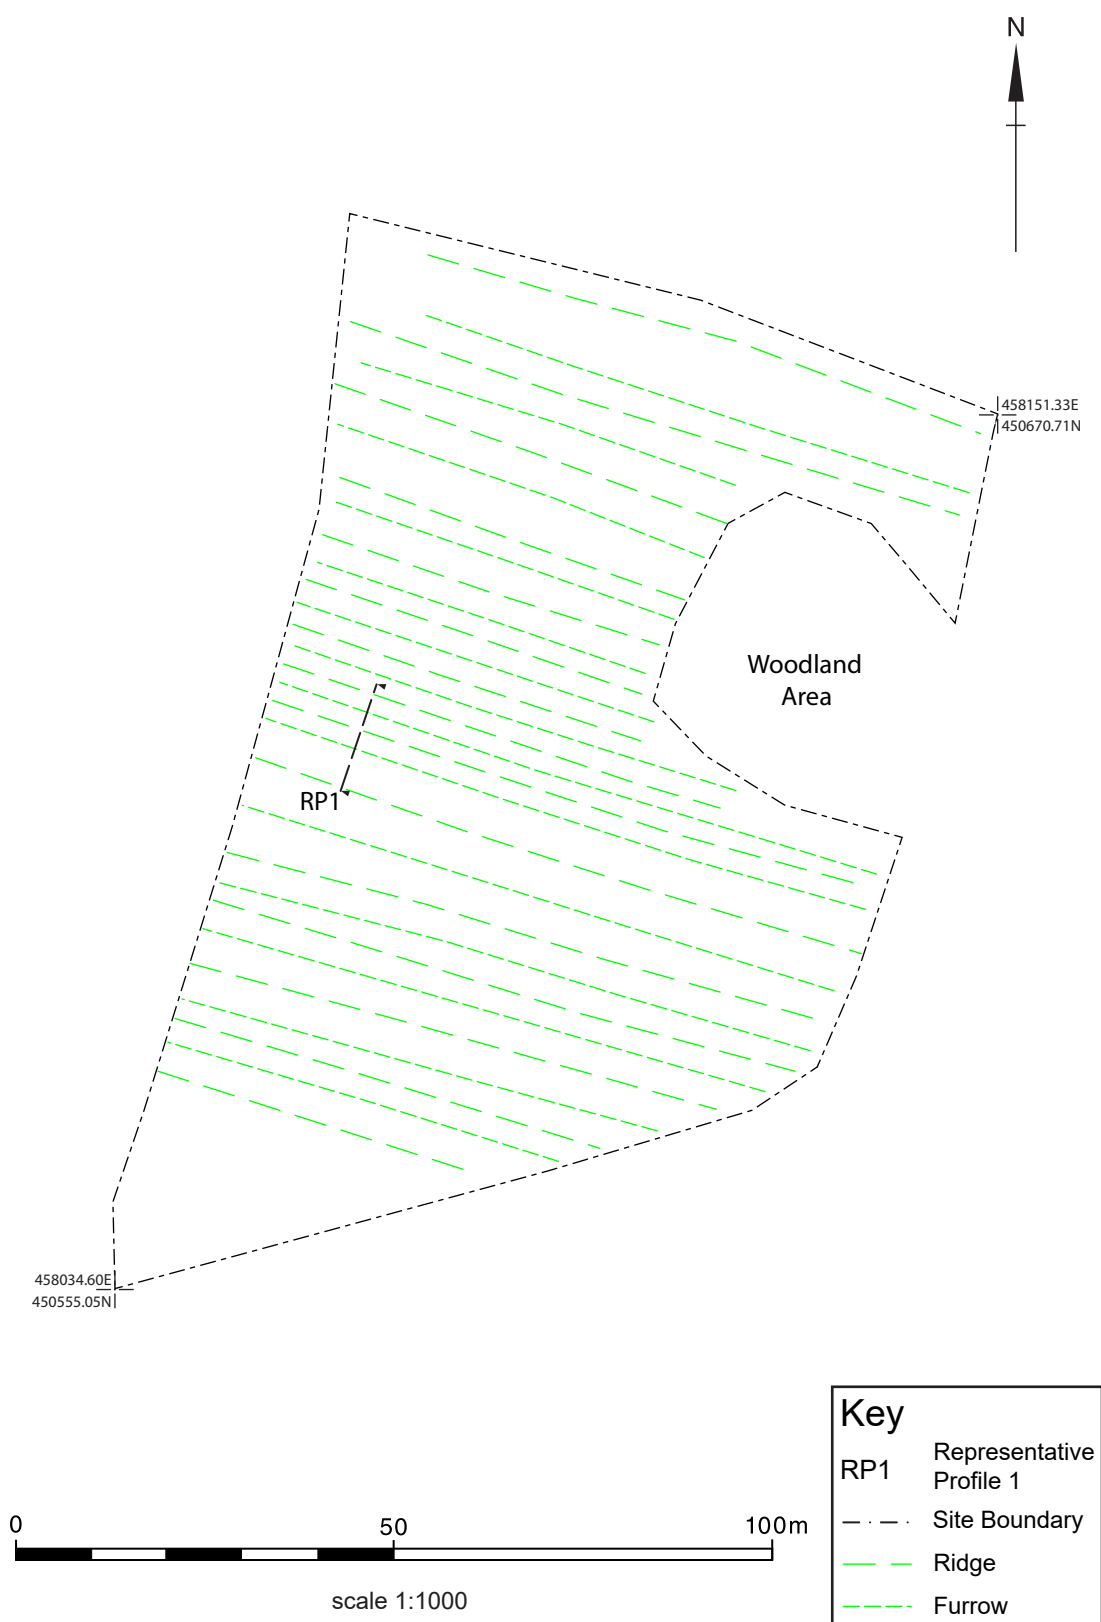 N
458151.33E
450670.71N
Woodland
Area
RP1
458034.60E
450555.05N
Key
RP1 Representative
Profile 1
Site Boundary
Ridge
Furrow
0 50 100m
scale 1:1000